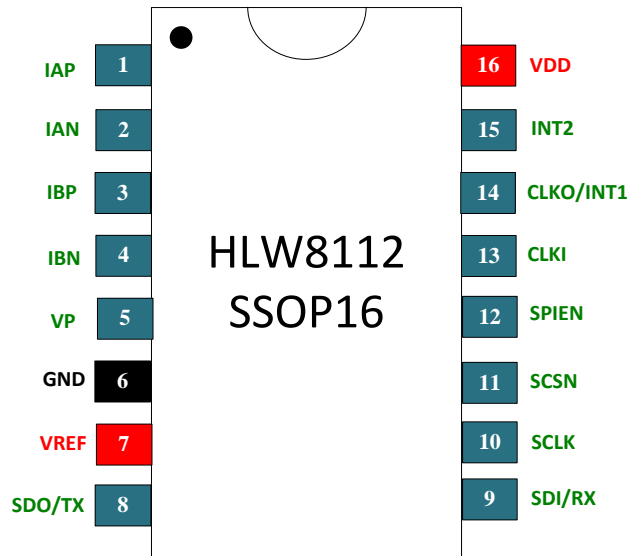 IAP 1
16 VDD
IAN 2
15 INT2
IBP 3
14 CLKO/INT1
IBN 4
HLW8112
13 CLKI
VP 5
SSOP16
12 SPIEN
GND 6
11 SCSN
VREF 7
10 SCLK
SDO/TX 8
9 SDI/RX